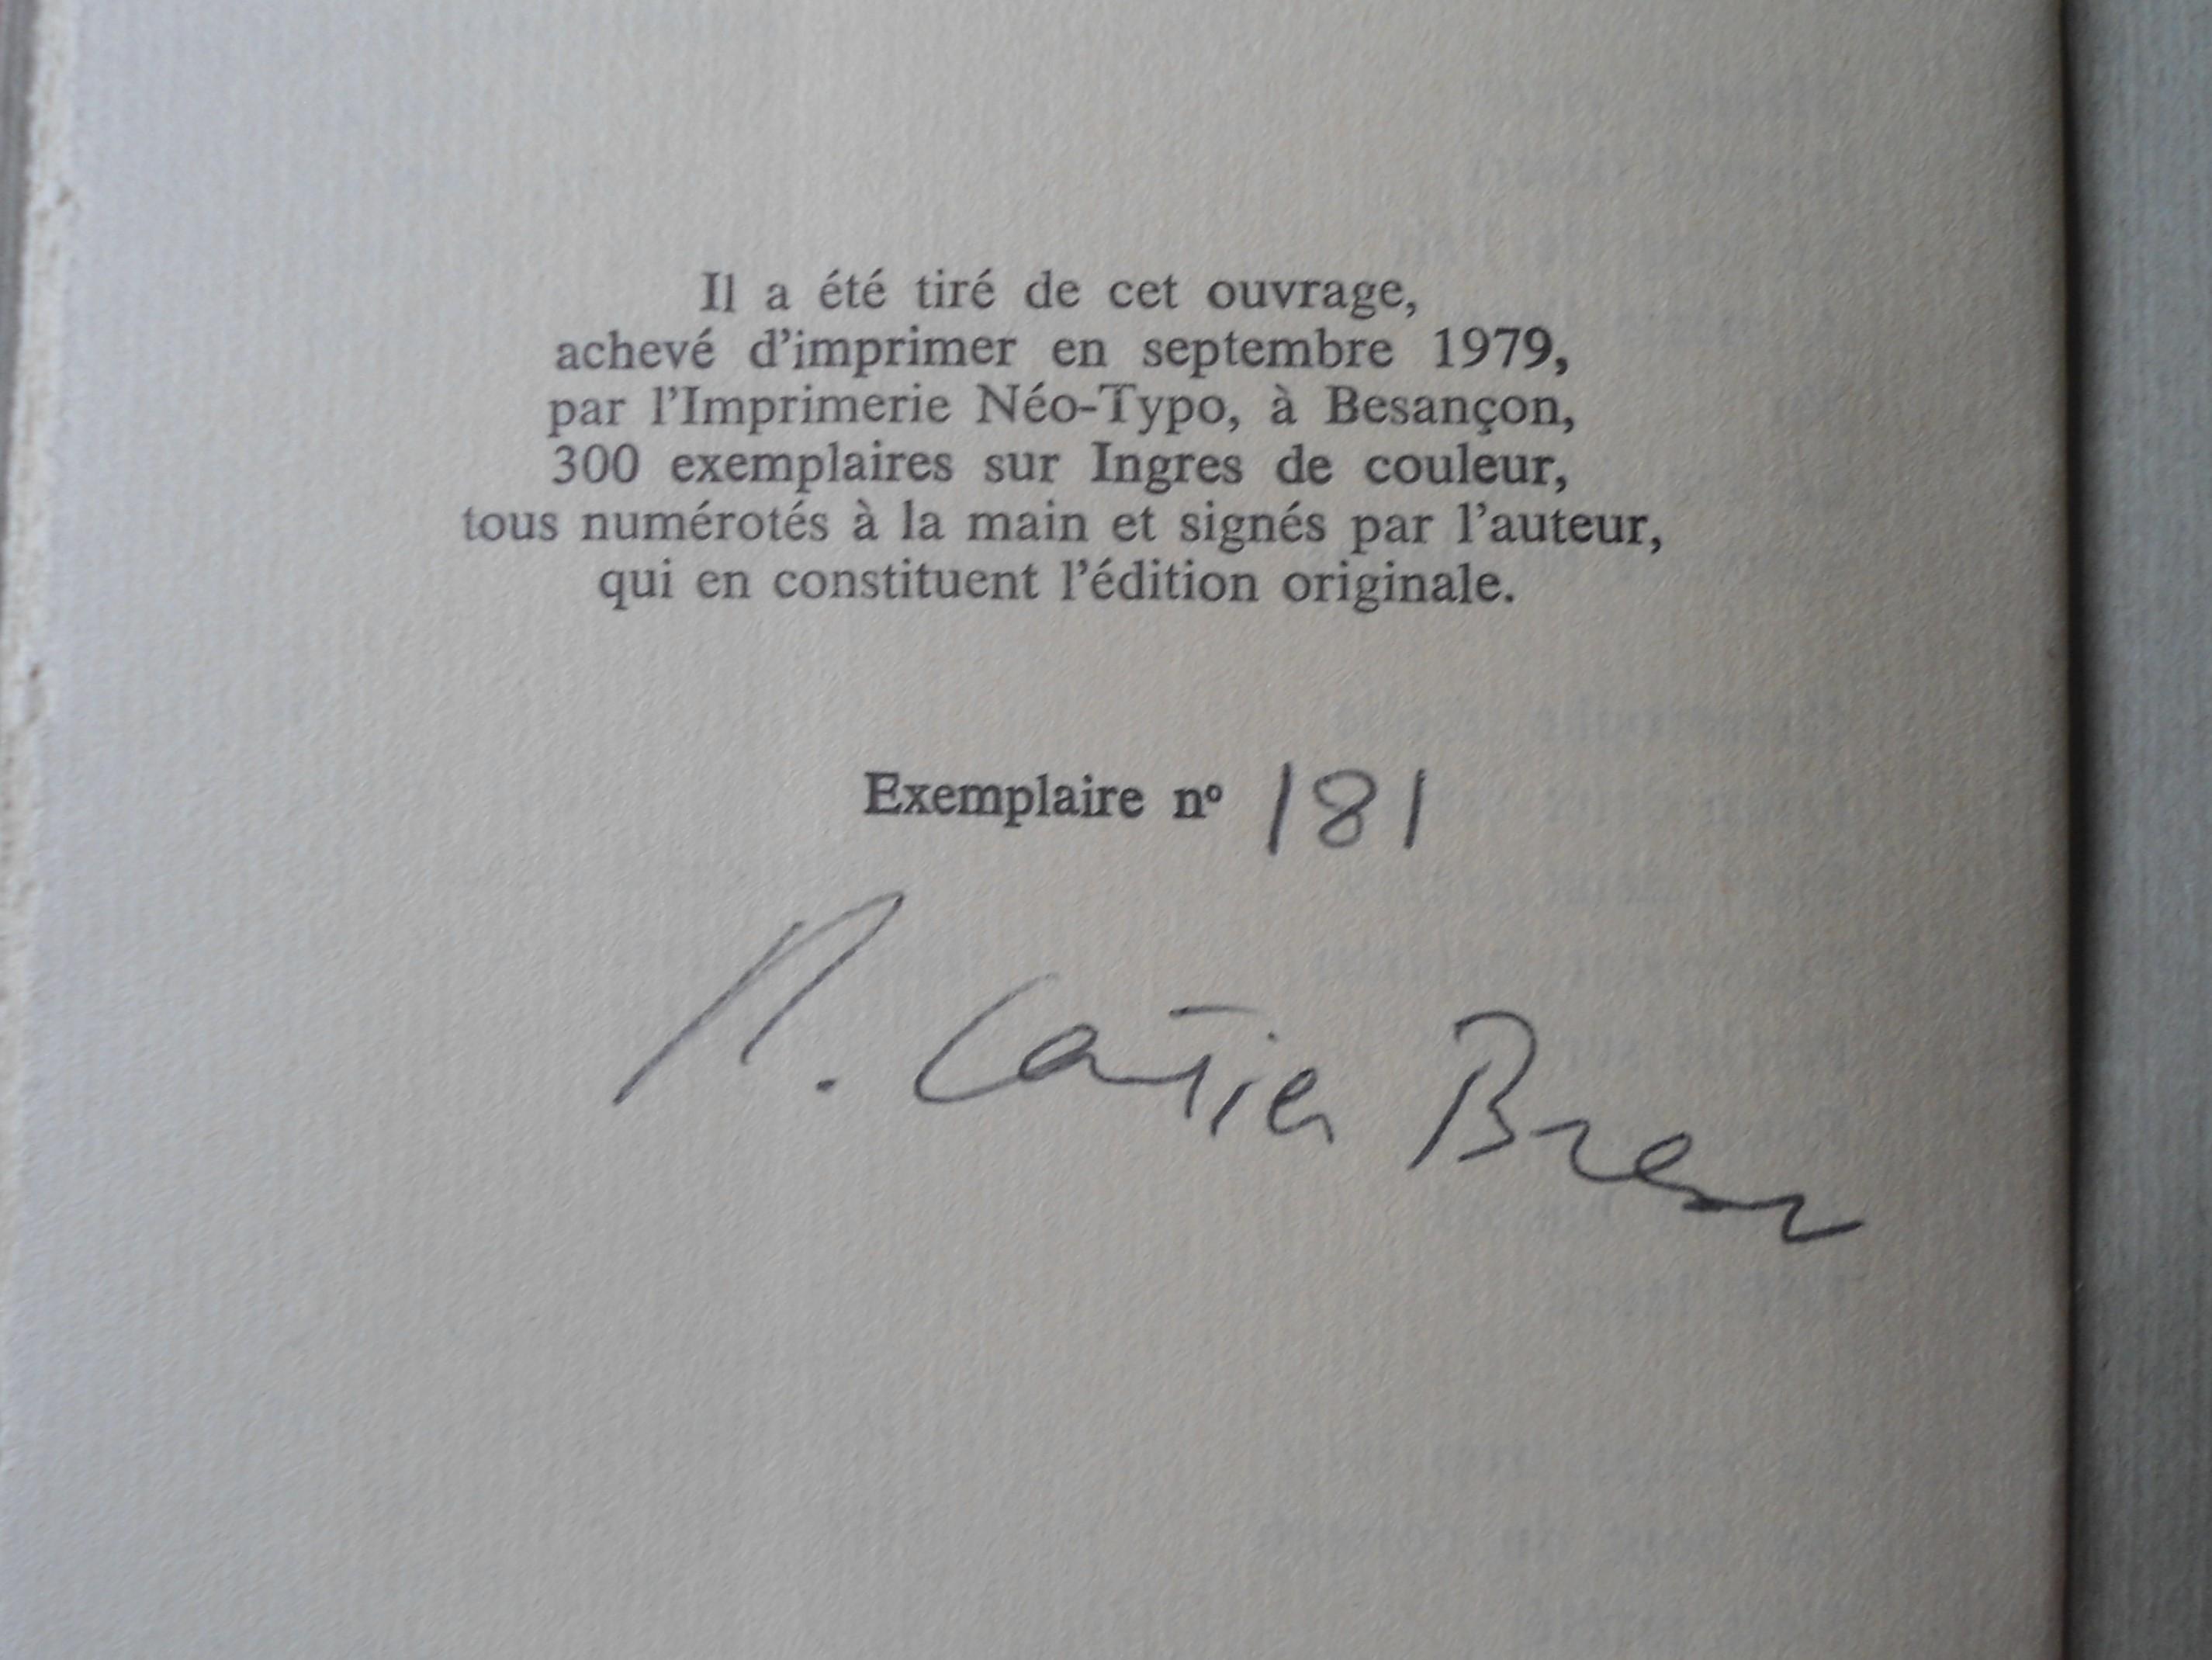 Il a été tiré de cet ouvrage,
achevé d'imprimer en septembre 1979,
par l'Imprimerie Néo-Typo, à Besançon,
300 exemplaires sur Ingres de couleur,
tous numérotés à la main et signés par l'auteur,
qui en constituent l'édition originale.
Exemplaire nº 181
Cartier Bresson